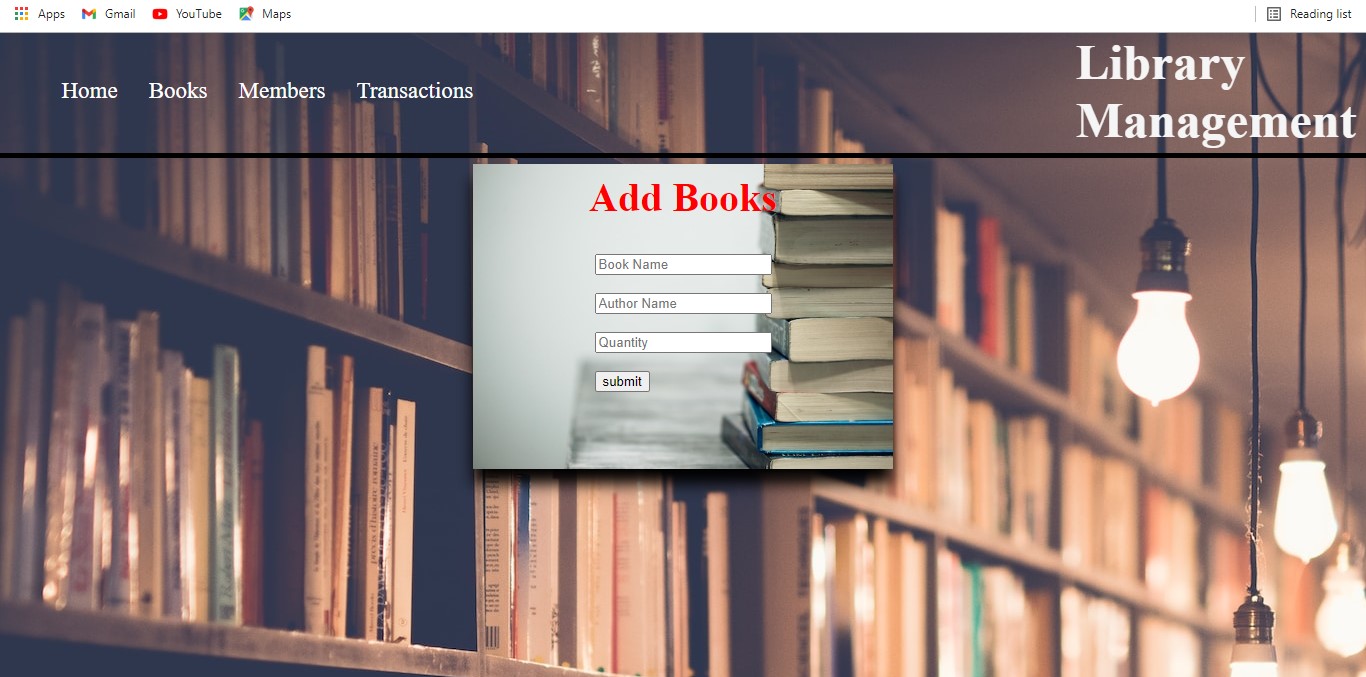 Apps Gmail YouTube Maps Reading list
Home Books Members Transactions
Library
Management
Add Books
Book Name
Author Name
Quantity
submit